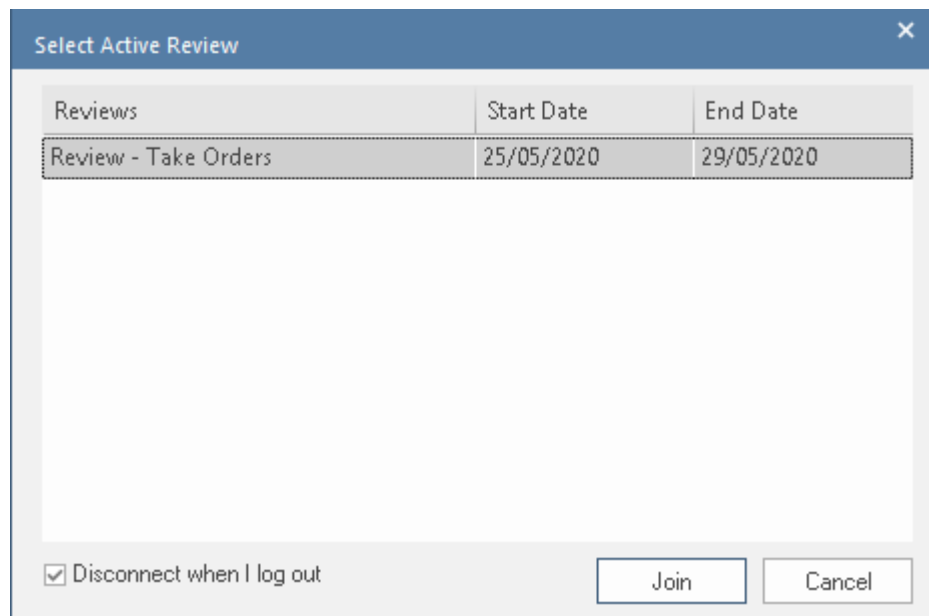 Select Active Review
Reviews Start Date End Date
Review - Take Orders 25/05/2020 29/05/2020
Disconnect when I log out
Join Cancel